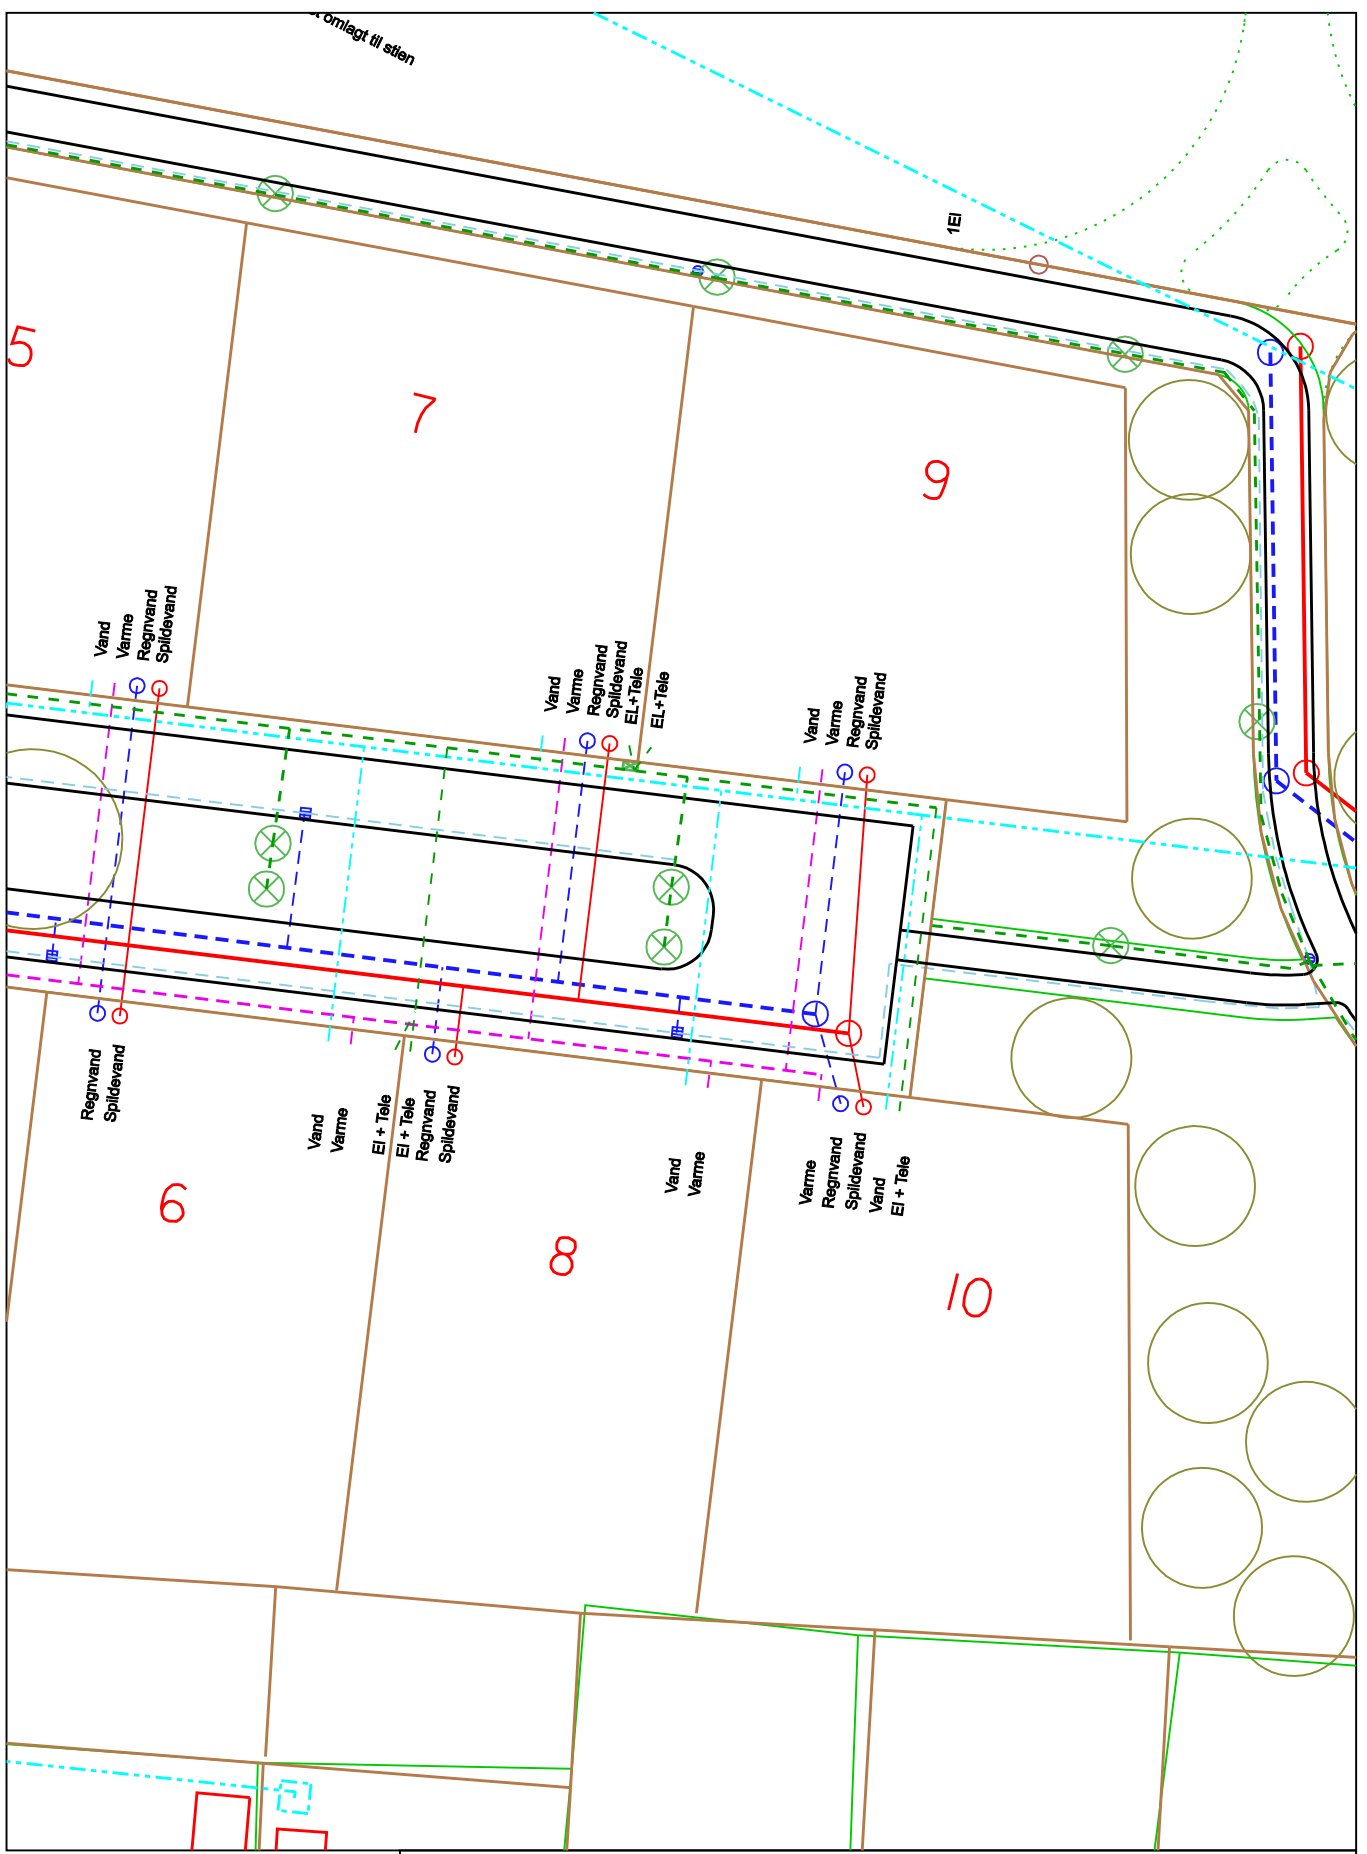 omlagt til stien
1El
5
7
9
Vand
Varme
Regnvand
Spildevand
Vand
Varme
Regnvand
Spildevand
EL+Tele
EL+Tele
Vand
Varme
Regnvand
Spildevand
Regnvand
Spildevand
Vand
Varme
El + Tele
El + Tele
Regnvand
Spildevand
Vand
Varme
Varme
Regnvand
Spildevand
Vand
El + Tele
6
8
10